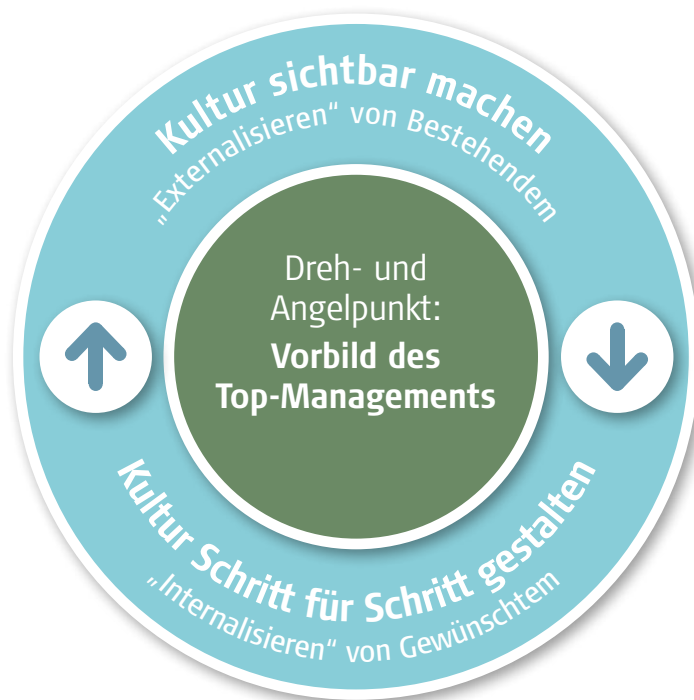 Kultur sichtbar machen
„Externalisieren“ von Bestehendem
Dreh- und
Angelpunkt:
Vorbild des
Top-Managements
Kultur Schritt für Schritt gestalten
„Internalisieren“ von Gewünschtem